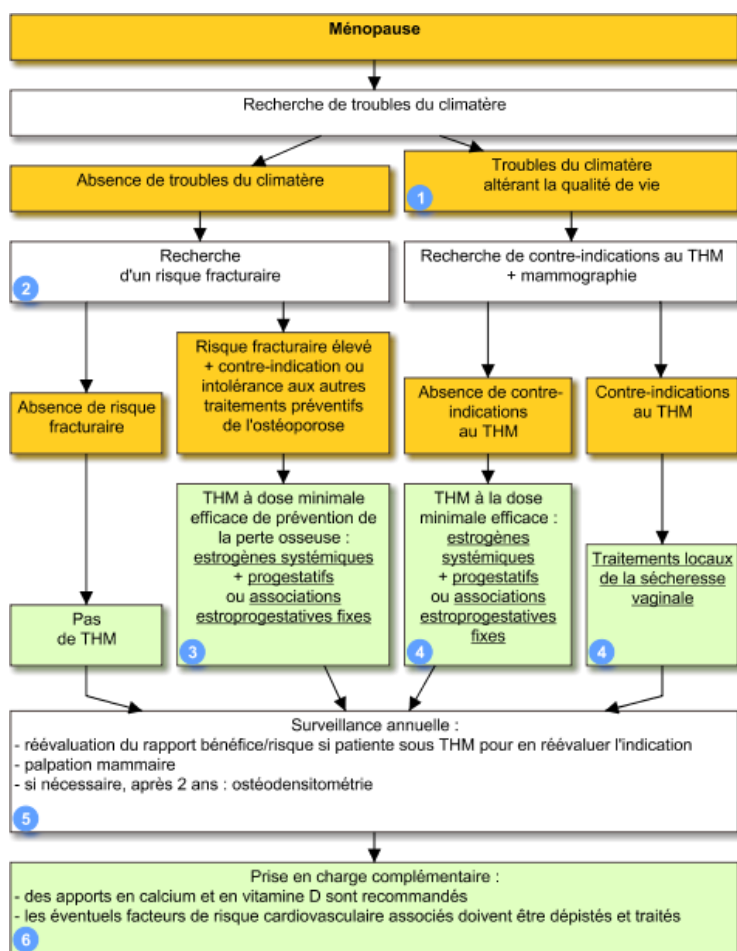 Ménopause
Recherche de troubles du climatère
Absence de troubles du climatère
Troubles du climatère
altérant la qualité de vie
1
Recherche
d'un risque fracturaire
2
Recherche de contre-indications au THM
+ mammographie
Absence de risque
fracturaire
Risque fracturaire élevé
+ contre-indication ou
intolérance aux autres
traitements préventifs
de l'ostéoporose
Absence de contre-
indications
au THM
Contre-indications
au THM
Pas
de THM
THM à dose minimale
efficace de prévention de
la perte osseuse :
estrogènes systémiques
+ progestatifs
ou associations
estroprogestatives fixes
3
THM à la dose
minimale efficace :
estrogènes
systémiques
+ progestatifs
ou associations
estroprogestatives
fixes
4
Traitements locaux
de la sécheresse
vaginale
4
Surveillance annuelle :
- réévaluation du rapport bénéfice/risque si patiente sous THM pour en réévaluer l'indication
- palpation mammaire
- si nécessaire, après 2 ans : ostéodensitométrie
5
Prise en charge complémentaire :
- des apports en calcium et en vitamine D sont recommandés
- les éventuels facteurs de risque cardiovasculaire associés doivent être dépistés et traités
6